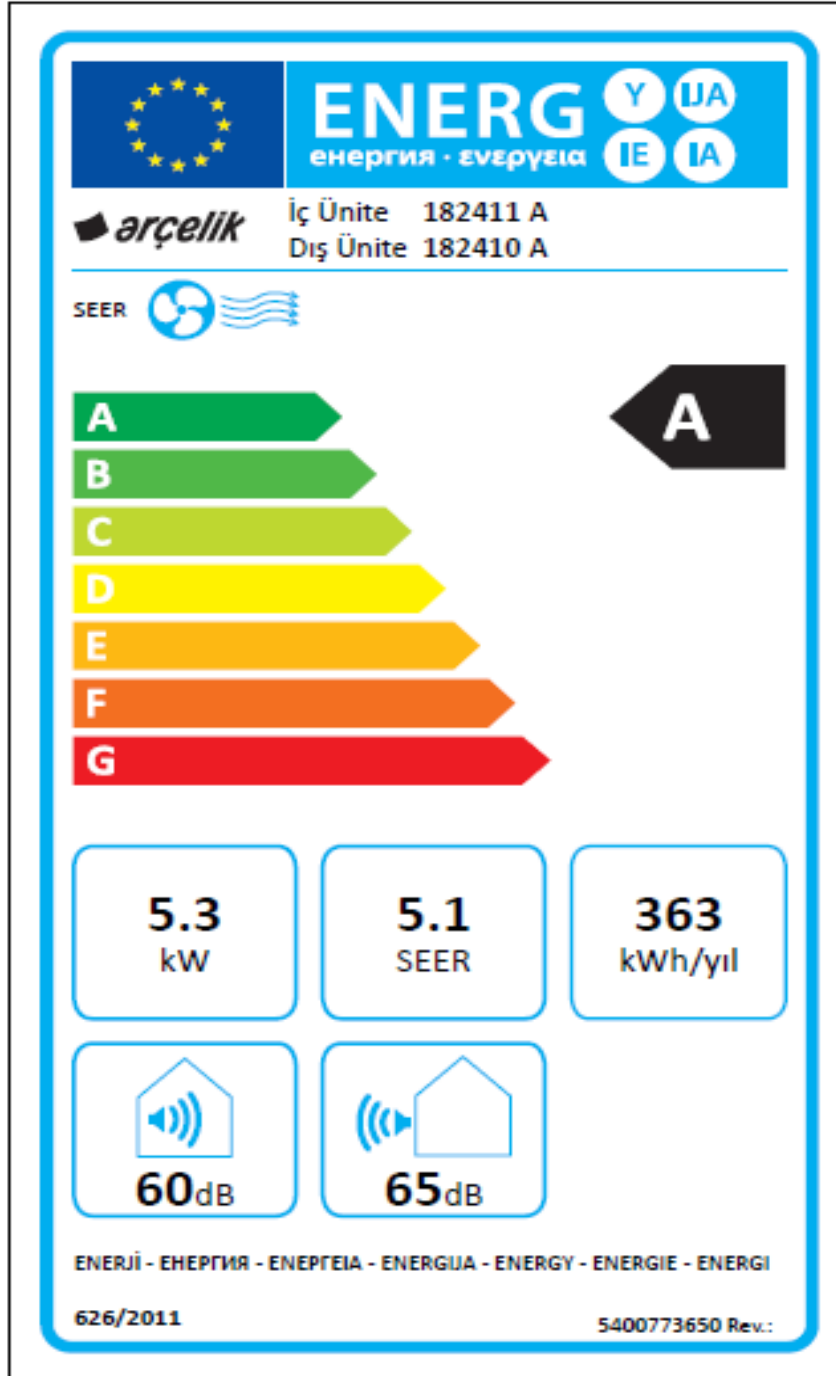 ENERG Y IJA
енергия · ενεργεια IE IA
arçelik
İç Ünite 182411 A
Dış Ünite 182410 A
SEER
A
A
B
C
D
E
F
G
5.3
kW
5.1
SEER
363
kWh/yıl
60dB
65dB
ENERJİ - ЕНЕРГИЯ - ΕΝΕΡΓΕΙΑ - ENERGIJA - ENERGY - ENERGIE - ENERGI
626/2011
5400773650 Rev.: